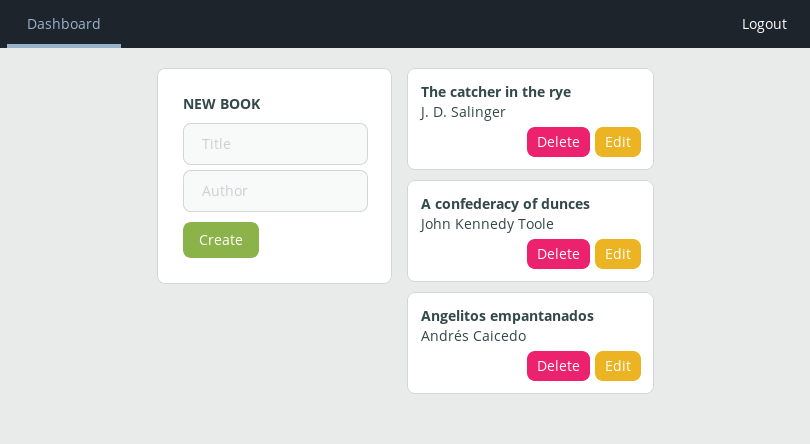 Dashboard
Logout
NEW BOOK
Title
Author
Create
The catcher in the rye
J. D. Salinger
Delete Edit
A confederacy of dunces
John Kennedy Toole
Delete Edit
Angelitos empantanados
Andrés Caicedo
Delete Edit